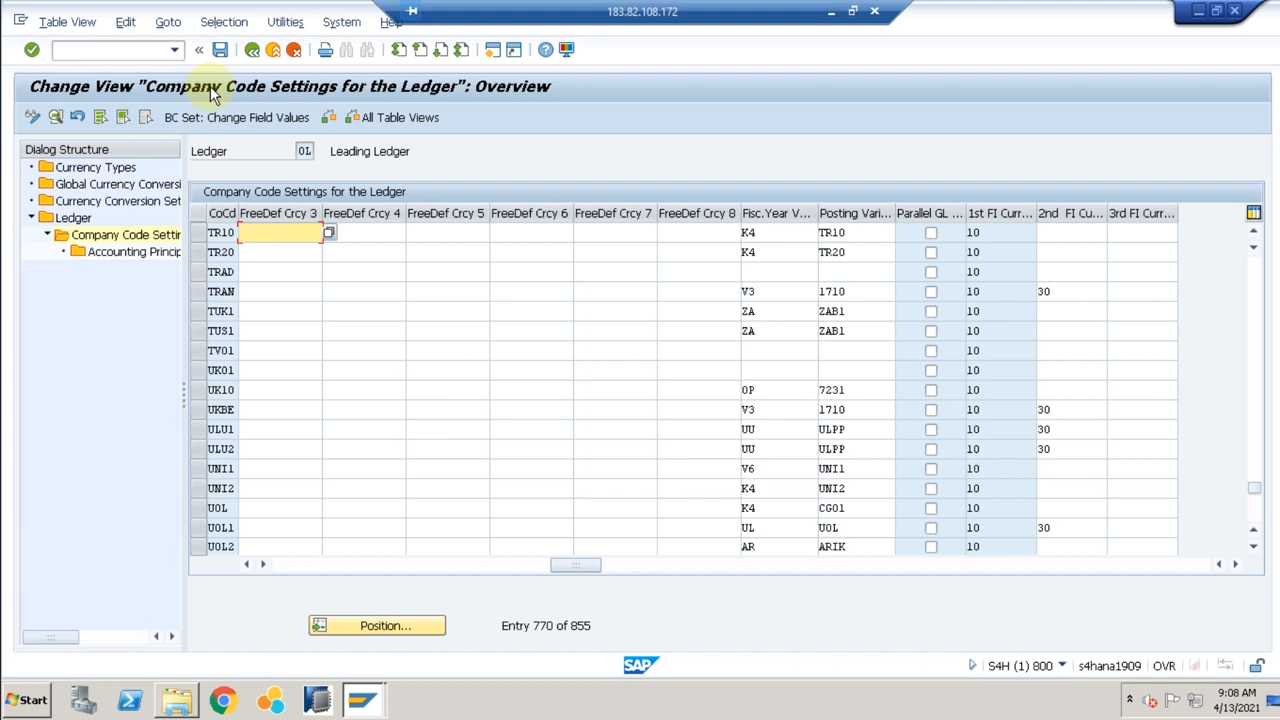 183.82.108.172
Table View Edit Goto Selection Utilities System Help
Change View "Company Code Settings for the Ledger": Overview
BC Set: Change Field Values All Table Views
Dialog Structure
Currency Types
Global Currency Conversi
Currency Conversion Set
Ledger
Company Code Settin
Accounting Princip
Ledger 0L Leading Ledger
Company Code Settings for the Ledger
CoCd FreeDef Crcy 3 FreeDef Crcy 4 FreeDef Crcy 5 FreeDef Crcy 6 FreeDef Crcy 7 FreeDef Crcy 8 Fisc.Year V... Posting Vari... Parallel GL ... 1st FI Curr... 2nd FI Cu... 3rd FI Curr...
TR10 K4 TR10 10
TR20 K4 TR20 10
TRAD 10
TRAN V3 1710 10 30
TUK1 ZA ZAB1 10
TUS1 ZA ZAB1 10
TV01 10
UK01 10
UK10 0P 7231 10
UKBE V3 1710 10 30
ULU1 UU ULPP 10 30
ULU2 UU ULPP 10 30
UNI1 V6 UNI1 10
UNI2 K4 UNI2 10
UOL K4 CG01 10
UOL1 UL UOL 10 30
UOL2 AR ARIK 10
Position... Entry 770 of 855
SAP S4H (1) 800 s4hana1909 OVR
Start 9:08 AM
4/13/2021